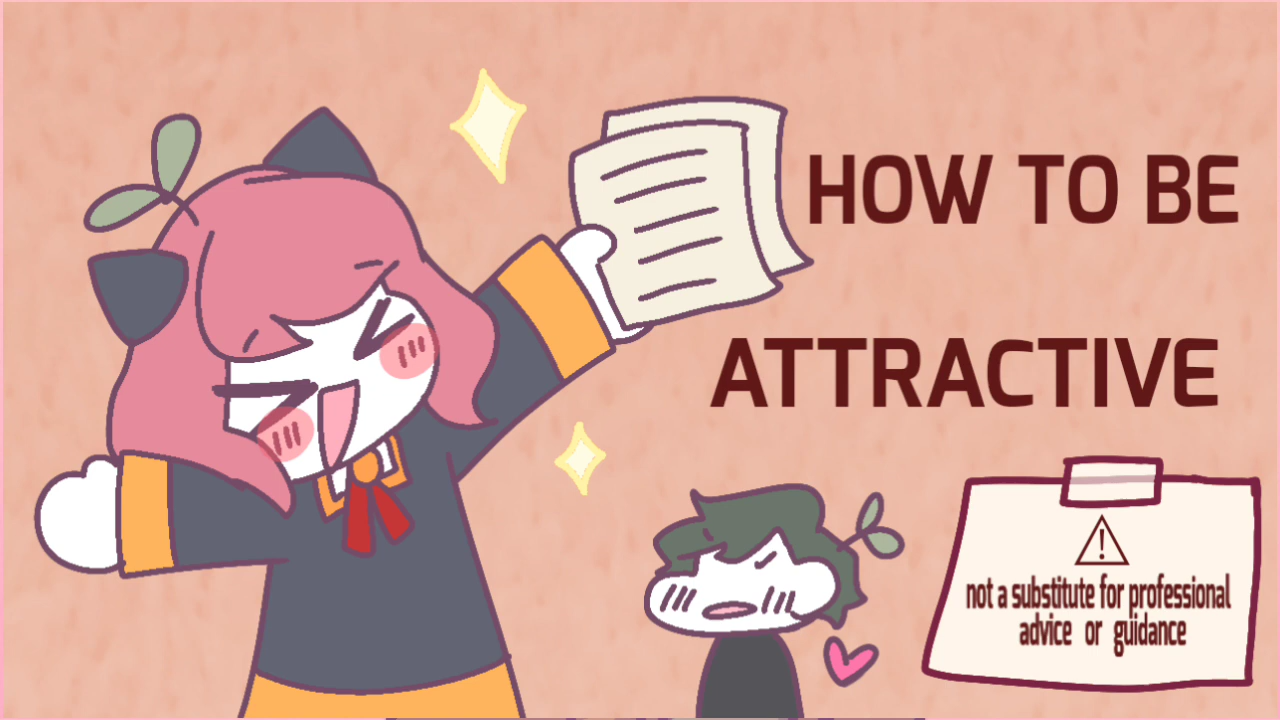 HOW TO BE
ATTRACTIVE
not a substitute for professional
advice or guidance